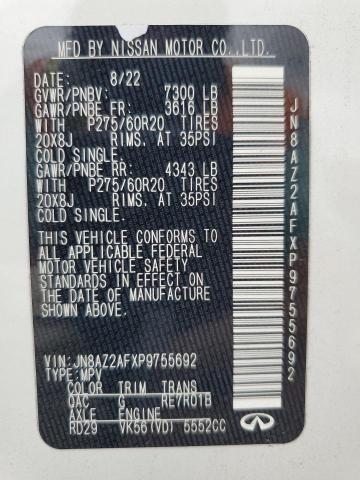 MFD BY NISSAN MOTOR CO.,LTD.
DATE: 8/22
GVWR/PNBV: 7300 LB
GAWR/PNBE FR: 3616 LB
WITH P275/60R20 TIRES
20X8J RIMS, AT 35PSI
COLD SINGLE.
GAWR/PNBE RR: 4343 LB
WITH P275/60R20 TIRES
20X8J RIMS, AT 35PSI
COLD SINGLE.
THIS VEHICLE CONFORMS TO
ALL APPLICABLE FEDERAL
MOTOR VEHICLE SAFETY
STANDARDS IN EFFECT ON
THE DATE OF MANUFACTURE
SHOWN ABOVE.
VIN:JN8AZ2AFXP9755692
TYPE:MPV
COLOR TRIM TRANS
QAC G RE7R01B
AXLE ENGINE
RD29 VK56(VD) 5552CC
JN8AZ2AFXP9755692